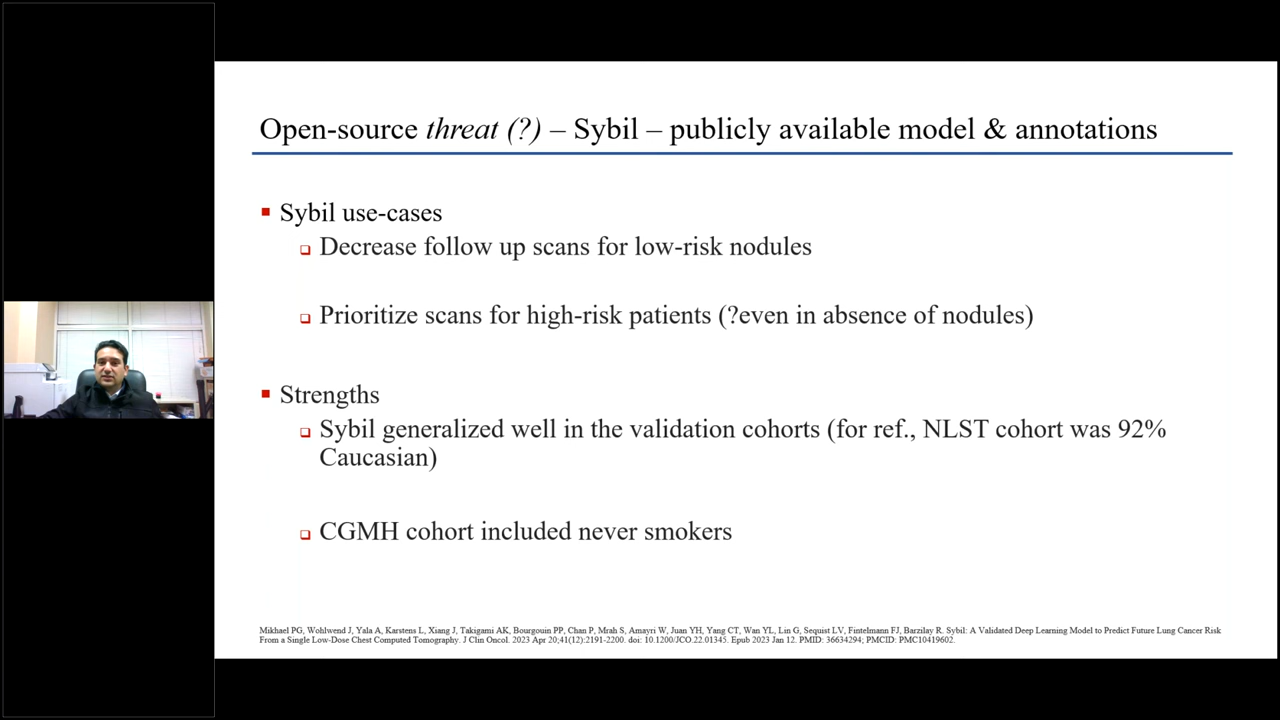 Open-source threat (?) – Sybil – publicly available model & annotations
Sybil use-cases
Decrease follow up scans for low-risk nodules
Prioritize scans for high-risk patients (?even in absence of nodules)
Strengths
Sybil generalized well in the validation cohorts (for ref., NLST cohort was 92%
Caucasian)
CGMH cohort included never smokers
Mikhael PG, Wohlwend J, Yala A, Karstens L, Xiang J, Takigami AK, Bourgouin PP, Chan P, Mrah S, Amayri W, Juan YH, Yang CT, Wan YL, Lin G, Sequist LV, Fintelmann FJ, Barzilay R. Sybil: A Validated Deep Learning Model to Predict Future Lung Cancer Risk
From a Single Low-Dose Chest Computed Tomography. J Clin Oncol. 2023 Apr 20;41(12):2191-2200. doi: 10.1200/JCO.22.01345. Epub 2023 Jan 12. PMID: 36634294; PMCID: PMC10419602.